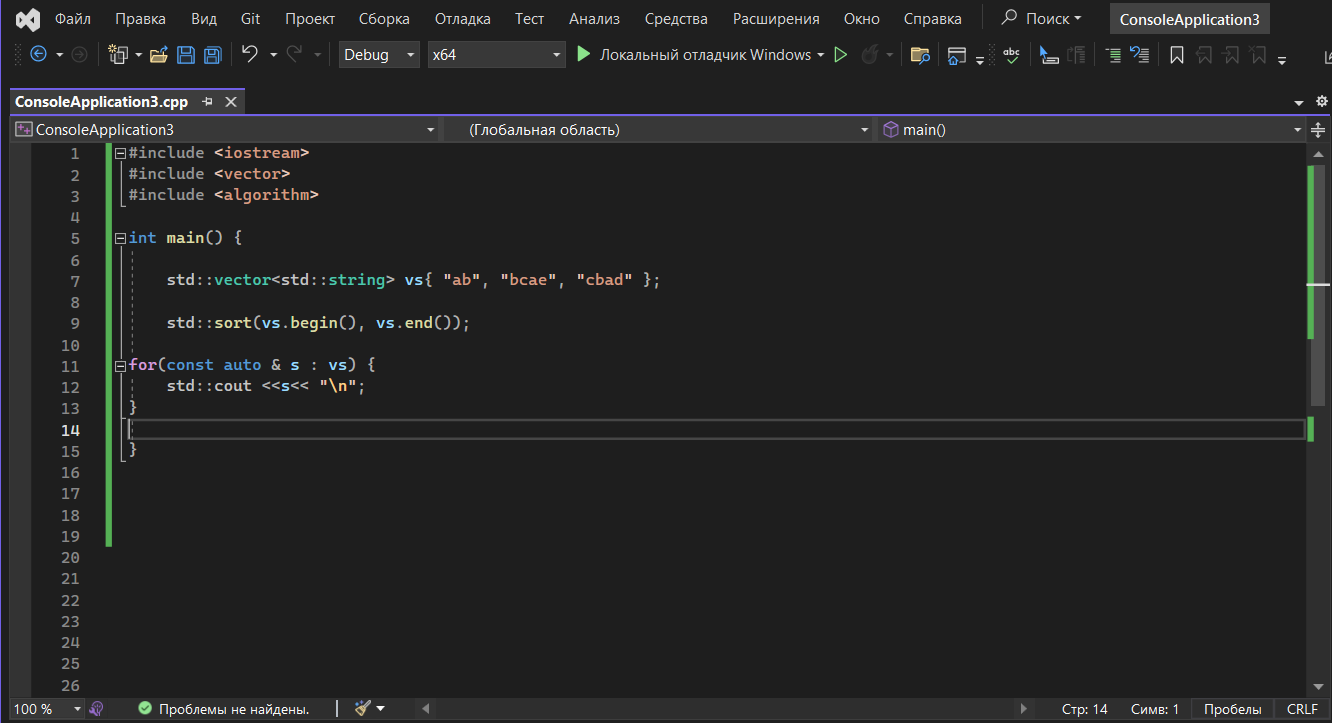 Файл Правка Вид Git Проект Сборка Отладка Тест Анализ Средства Расширения Окно Справка Поиск ConsoleApplication3
Debug x64 Локальный отладчик Windows abc
ConsoleApplication3.cpp
ConsoleApplication3 (Глобальная область) main()
1 #include <iostream>
2 #include <vector>
3 #include <algorithm>
4
5 int main() {
6
7 std::vector<std::string> vs{ "ab", "bcae", "cbad" };
8
9 std::sort(vs.begin(), vs.end());
10
11 for(const auto & s : vs) {
12 std::cout <<s<< "\n";
13 }
14
15 }
16
17
18
19
20
21
22
23
24
25
26
100 % Проблемы не найдены. Стр: 14 Симв: 1 Пробелы CRLF